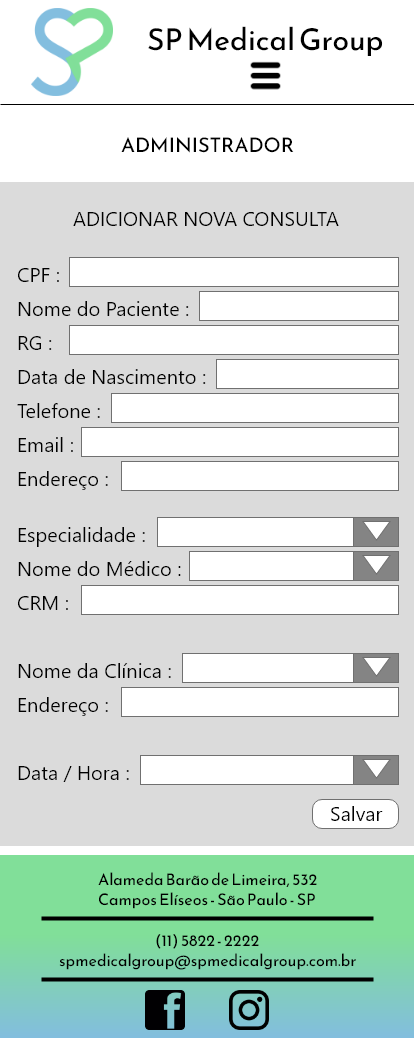 SP Medical Group
ADMINISTRADOR
ADICIONAR NOVA CONSULTA
CPF :
Nome do Paciente :
RG :
Data de Nascimento :
Telefone :
Email :
Endereço :
Especialidade :
Nome do Médico :
CRM :
Nome da Clínica :
Endereço :
Data / Hora :
Salvar
Alameda Barão de Limeira, 532
Campos Elíseos - São Paulo - SP
(11) 5822 - 2222
spmedicalgroup@spmedicalgroup.com.br